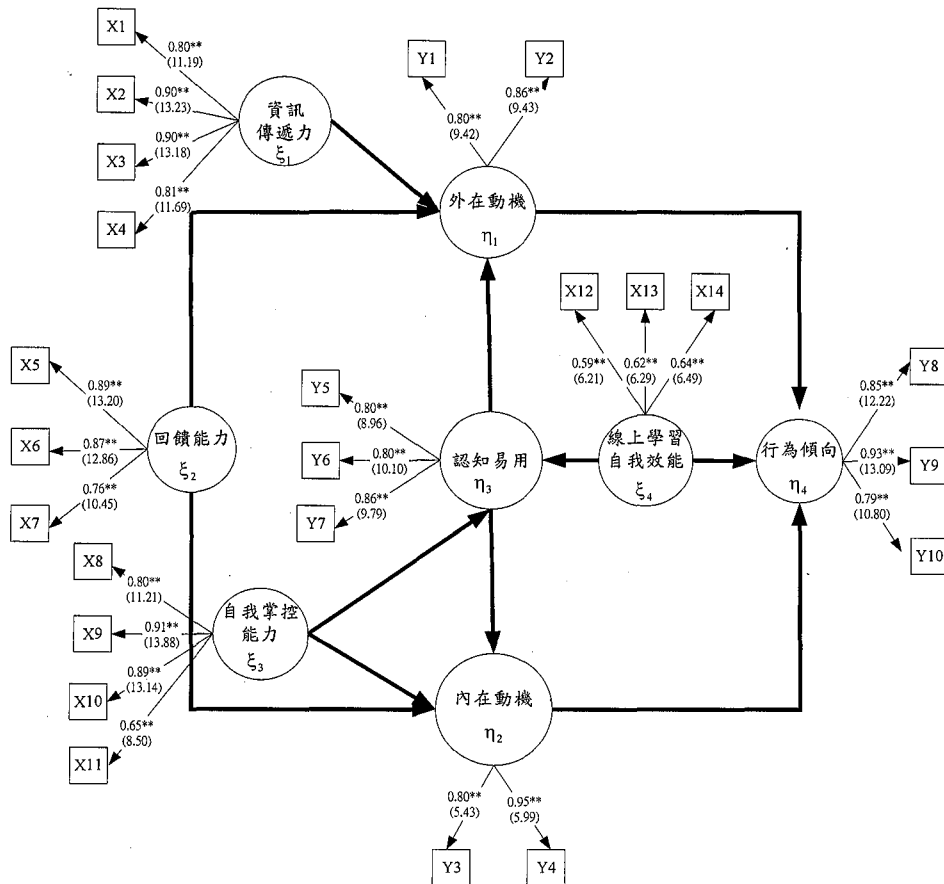 X1
0.80**
(11.19)
X2
0.90**
(13.23)
X3
0.90**
(13.18)
X4
0.81**
(11.69)
資訊
傳遞力
ξ1
Y1
Y2
0.80**
(9.42)
0.86**
(9.43)
外在動機
η1
X12
X13
X14
0.59**
(6.21)
0.62**
(6.29)
0.64**
(6.49)
X5
0.89**
(13.20)
X6
0.87**
(12.86)
X7
0.76**
(10.45)
回饋能力
ξ2
Y5
0.80**
(8.96)
Y6
0.80**
(10.10)
Y7
0.86**
(9.79)
認知易用
η3
線上學習
自我效能
ξ4
行為傾向
η4
Y8
0.85**
(12.22)
Y9
0.93**
(13.09)
0.79**
(10.80)
Y10
X8
0.80**
(11.21)
X9
0.91**
(13.88)
X10
0.89**
(13.14)
X11
0.65**
(8.50)
自我掌控
能力
ξ3
內在動機
η2
0.80**
(5.43)
0.95**
(5.99)
Y3
Y4